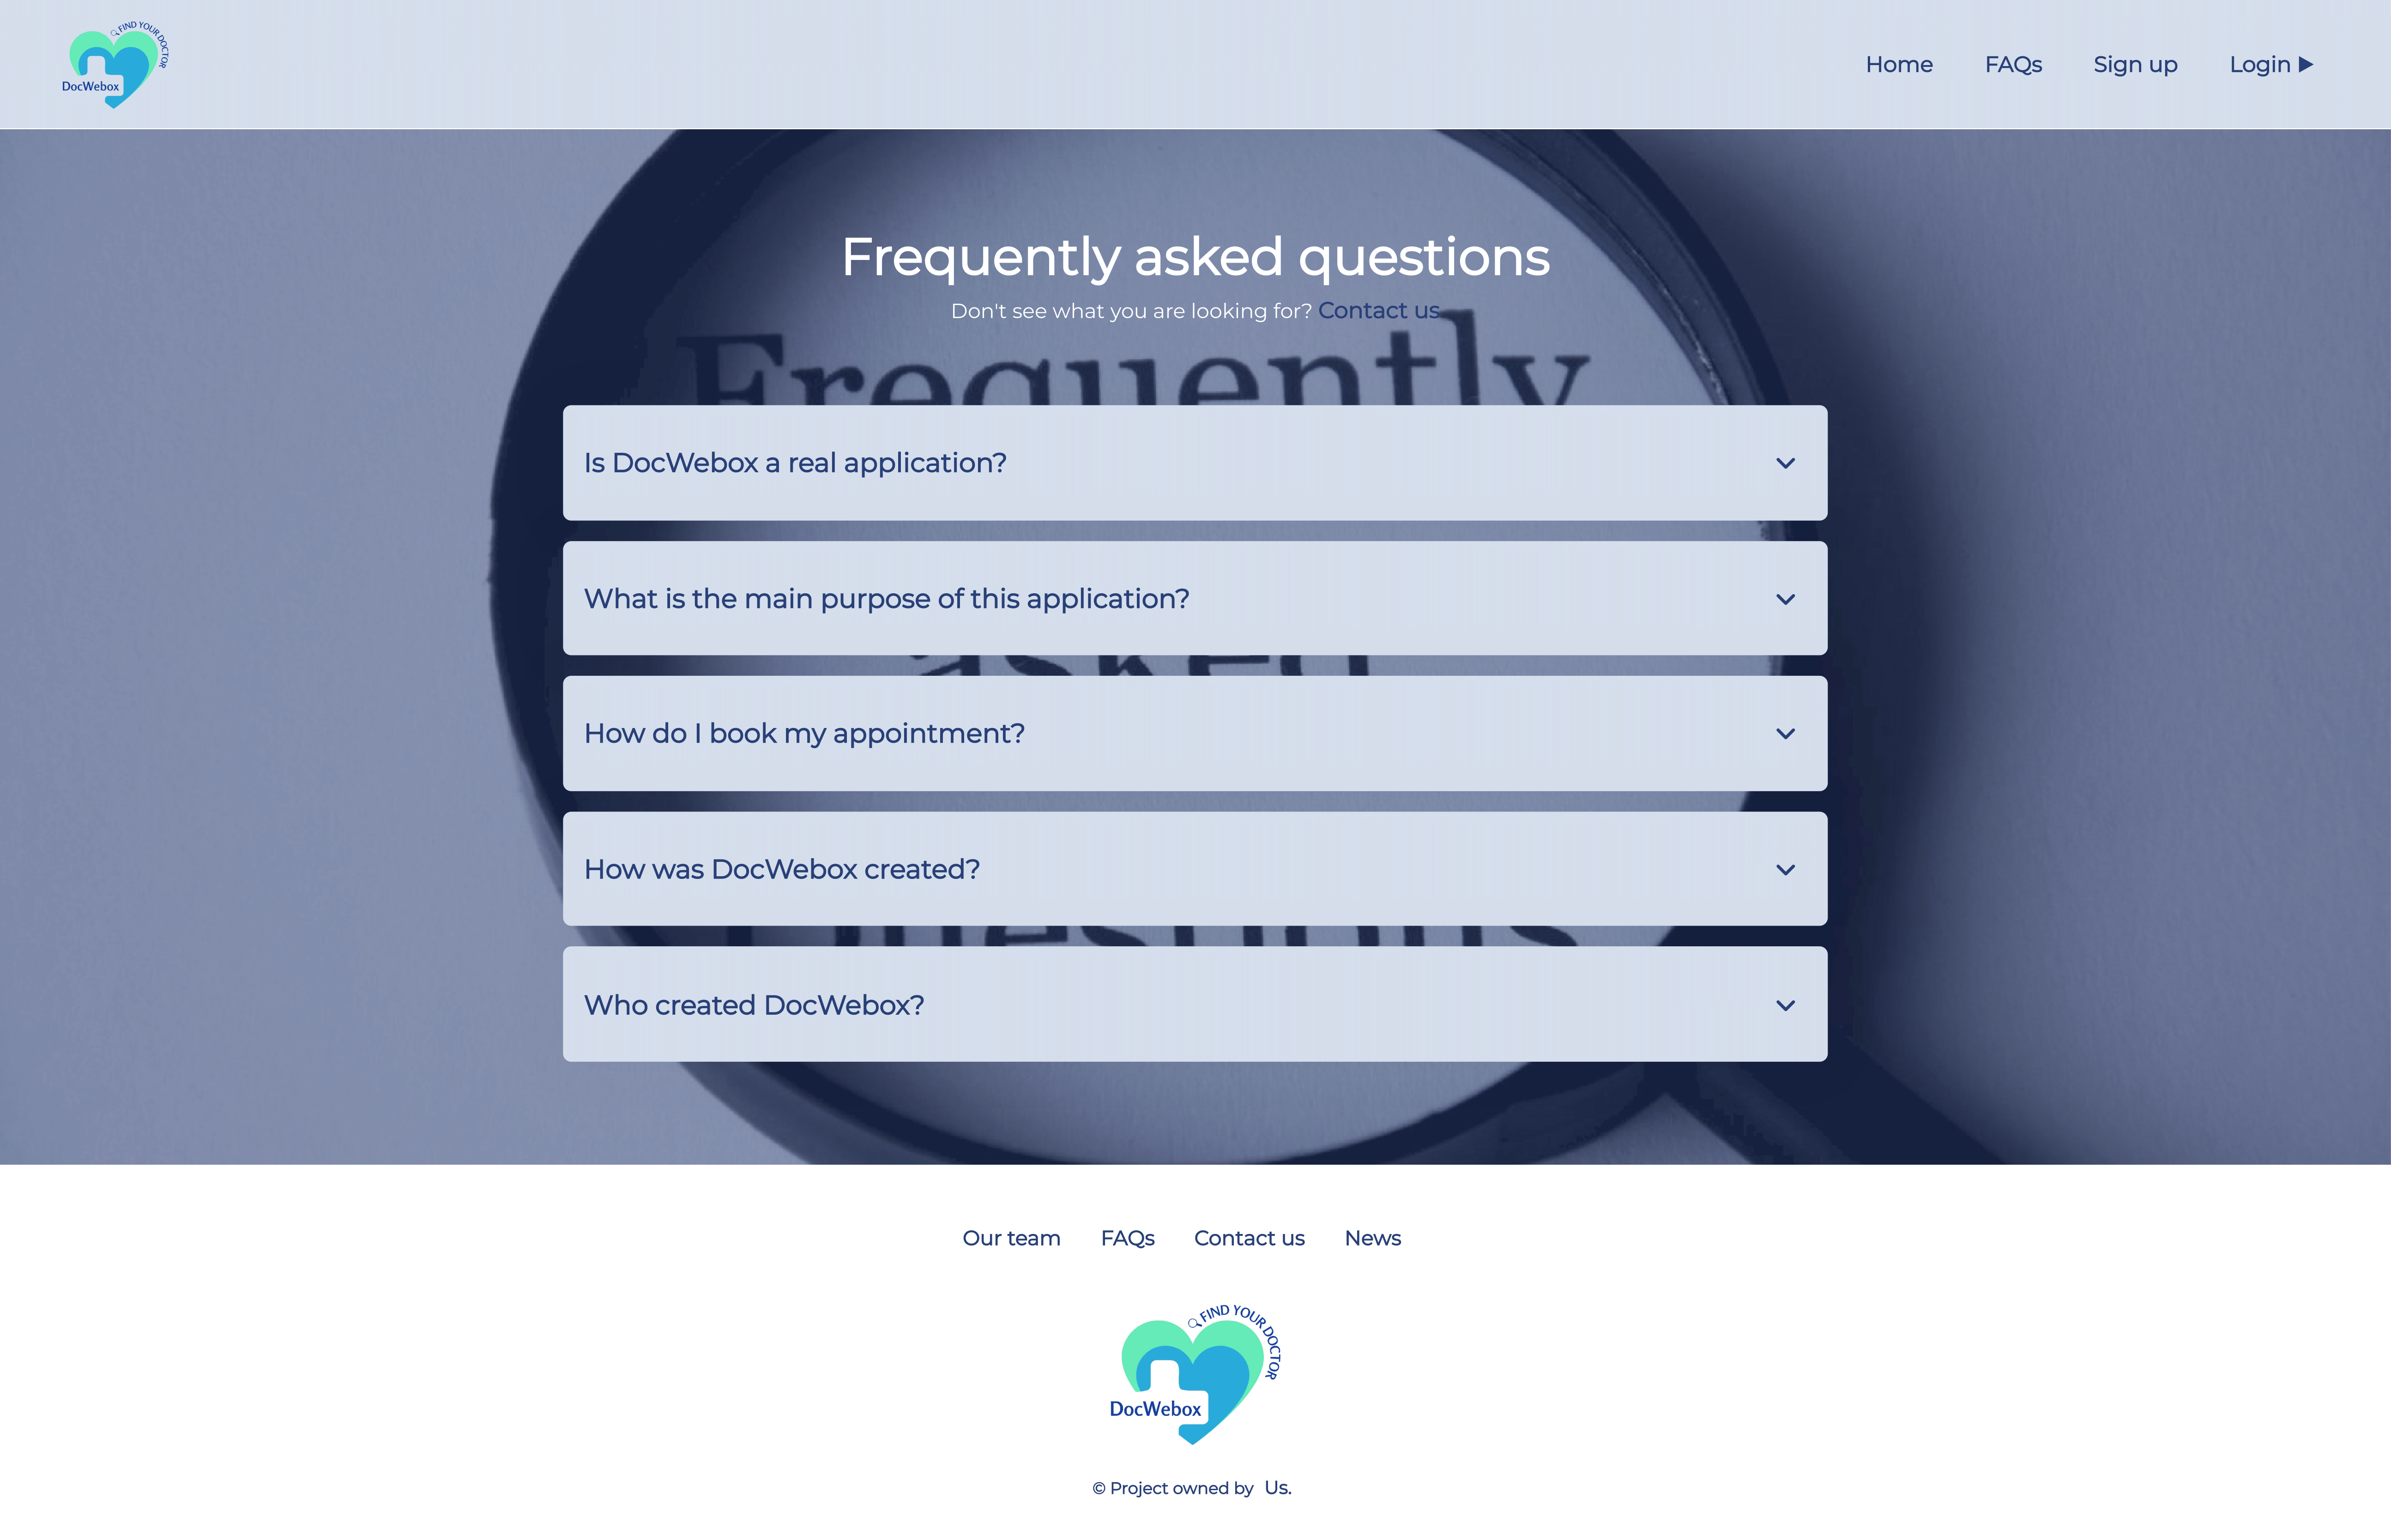 FIND YOUR DOCTOR
DocWebox
Home FAQs Sign up Login
Frequently asked questions
Don't see what you are looking for? Contact us
Frequently
Is DocWebox a real application?
What is the main purpose of this application?
asked
How do I book my appointment?
How was DocWebox created?
questions
Who created DocWebox?
Our team FAQs Contact us News
FIND YOUR DOCTOR
DocWebox
© Project owned by Us.